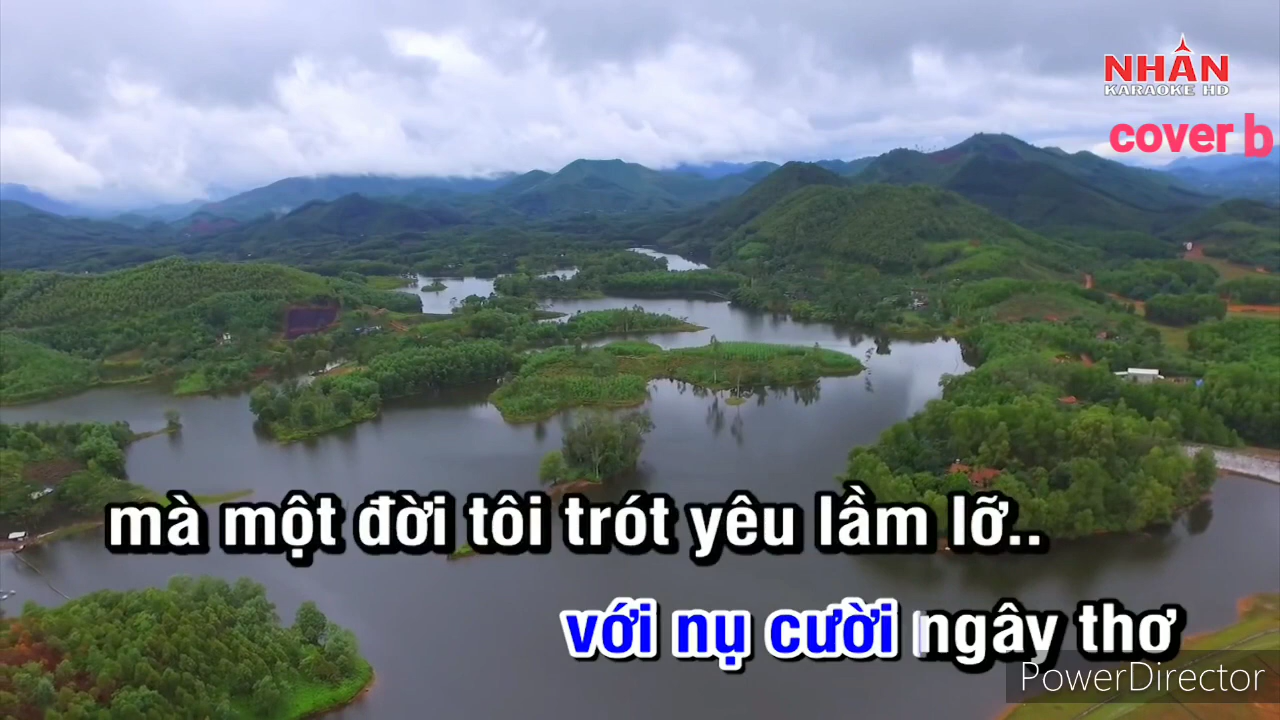 NHÂN
KARAOKE HD
cover b
mà một đời tôi trót yêu lầm lỡ..
với nụ cười ngây thơ
PowerDirector